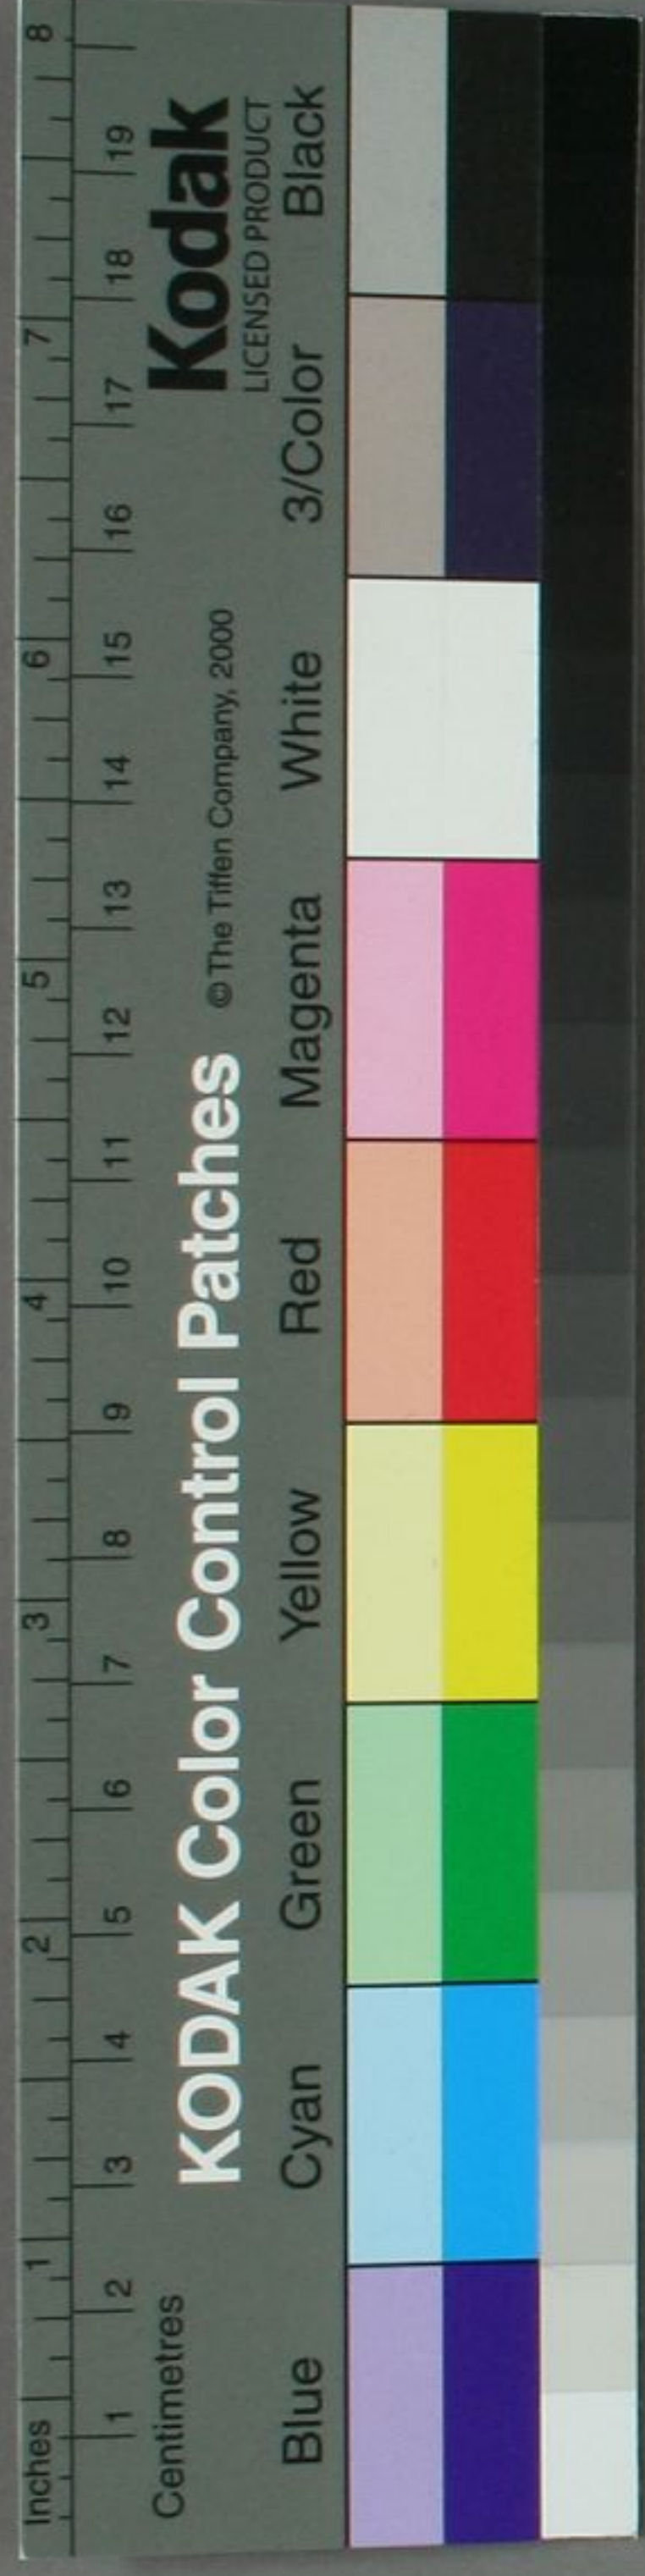 Inches 1 2 3 4 5 6 7 8
1 2 3 4 5 6 7 8 9 10 11 12 13 14 15 16 17 18 19
Centimetres
KODAK Color Control Patches © The Tiffen Company, 2000 Kodak
LICENSED PRODUCT
Blue Cyan Green Yellow Red Magenta White 3/Color Black